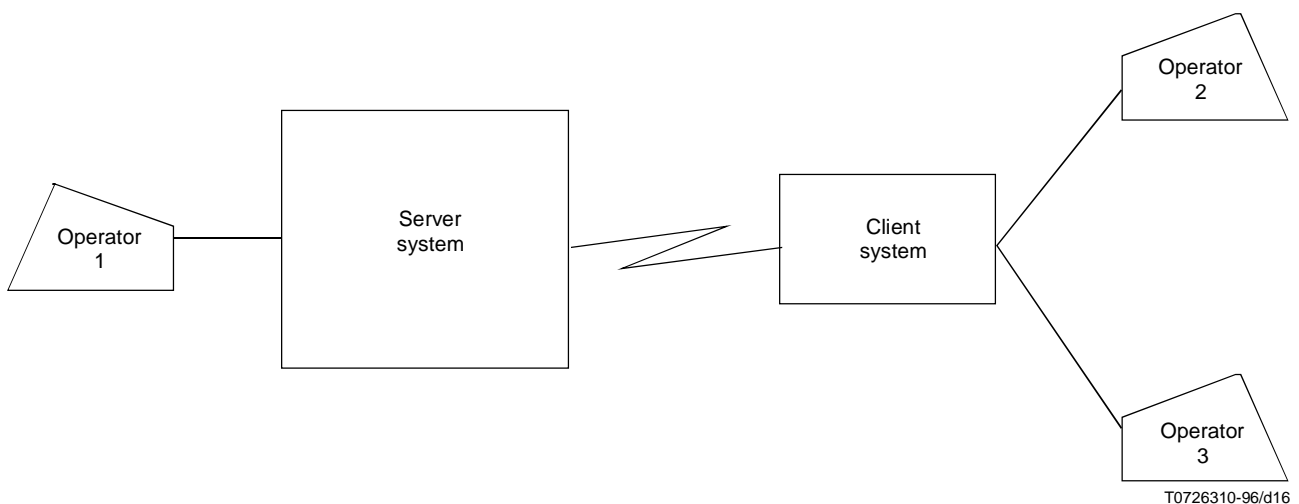 Operator
1
Server
system
Client
system
Operator
2
Operator
3
T0726310-96/d16